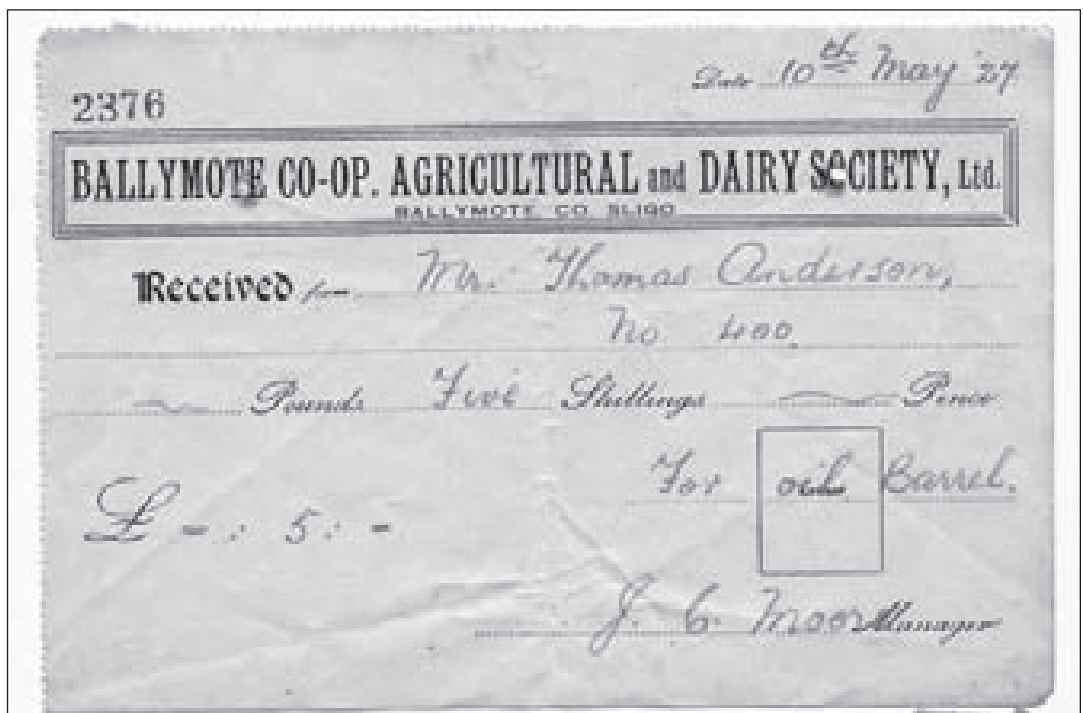 Date 10th May '27
2376
BALLYMOTE CO-OP. AGRICULTURAL and DAIRY SOCIETY, Ltd.
BALLYMOTE CO. SLIGO
Received from Mr. Thomas Anderson,
No 400.
Pounds Five Shillings Pence
For oil Barrel.
£ - : 5 : -
J. C. Moore Manager